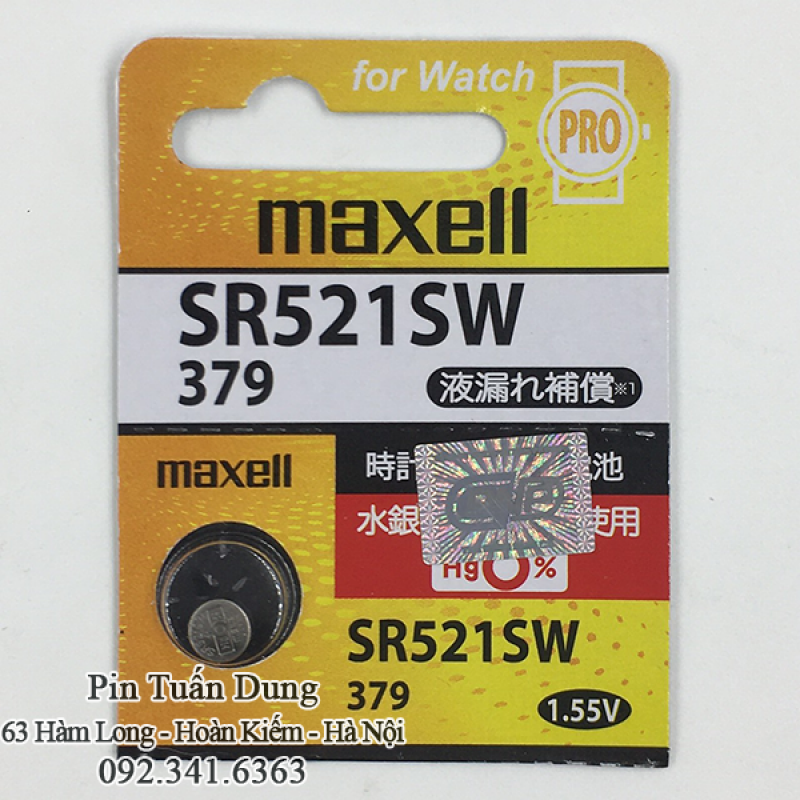 for Watch
PRO
maxell
SR521SW
379
液漏れ補償※1
maxell
時計
池
水銀
使用
Hg0%
SR521SW
379
1.55V
Pin Tuấn Dung
63 Hàm Long - Hoàn Kiếm - Hà Nội
092.341.6363